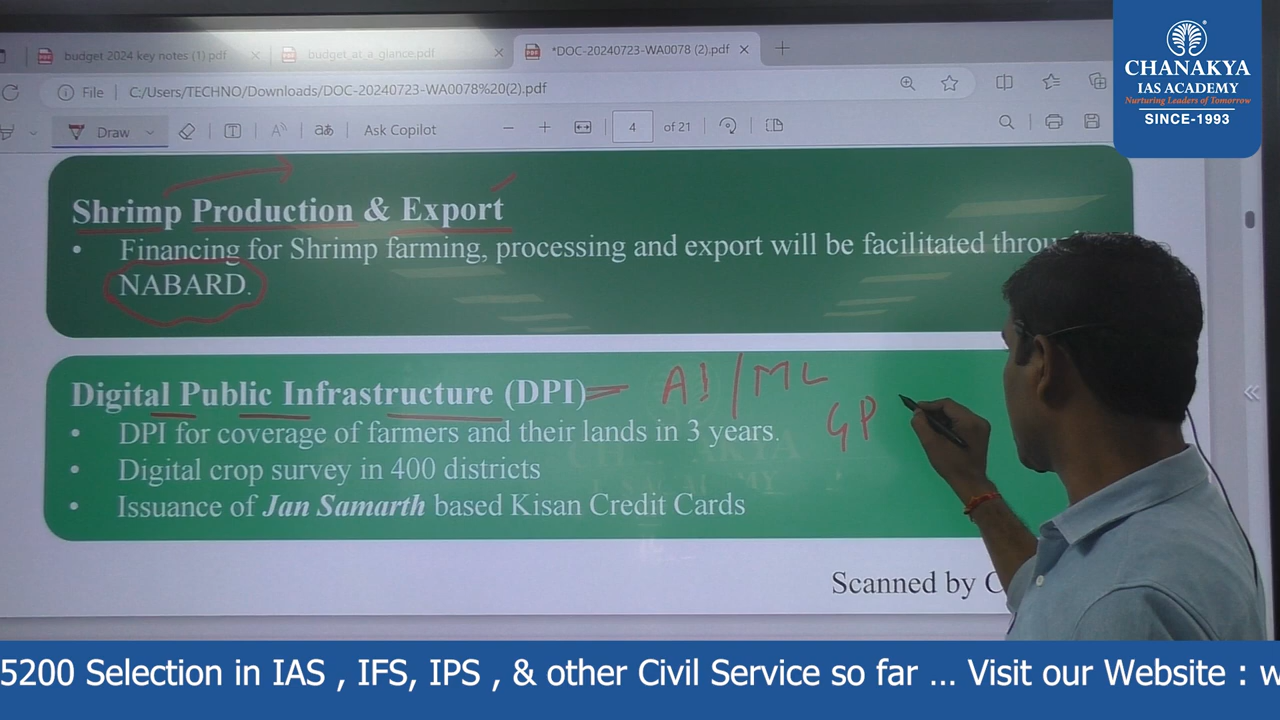 budget 2024 key notes (1) pdf
budget_at_a_glance.pdf
*DOC-20240723-WA0078 (2).pdf
File
C:/Users/TECHNO/Downloads/DOC-20240723-WA0078%20(2).pdf
Draw
Ask Copilot
4 of 21
CHANAKYA
IAS ACADEMY
Nurturing Leaders of Tomorrow
SINCE-1993
Shrimp Production & Export
• Financing for Shrimp farming, processing and export will be facilitated
NABARD.
Digital Public Infrastructure (DPI)
AI/ML
GP
• DPI for coverage of farmers and their lands in 3 years.
• Digital crop survey in 400 districts
• Issuance of Jan Samarth based Kisan Credit Cards
Scanned by
5200 Selection in IAS , IFS, IPS , & other Civil Service so far ... Visit our Website :